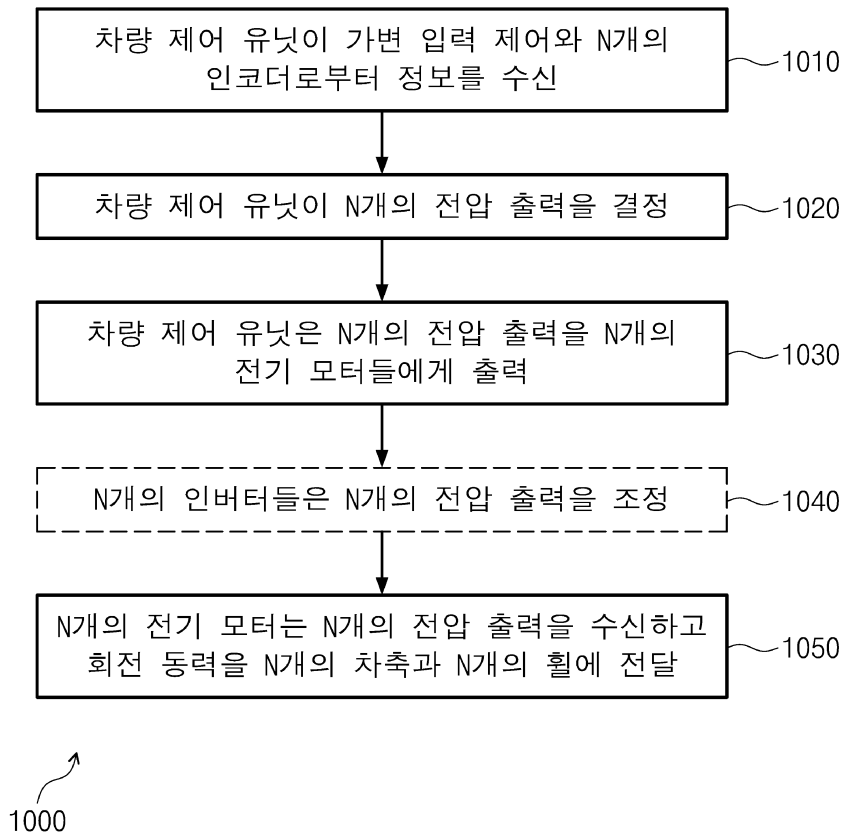 차량 제어 유닛이 가변 입력 제어와 N개의
인코더로부터 정보를 수신
1010
차량 제어 유닛이 N개의 전압 출력을 결정
1020
차량 제어 유닛은 N개의 전압 출력을 N개의
전기 모터들에게 출력
1030
N개의 인버터들은 N개의 전압 출력을 조정
1040
N개의 전기 모터는 N개의 전압 출력을 수신하고
회전 동력을 N개의 차축과 N개의 휠에 전달
1050
1000